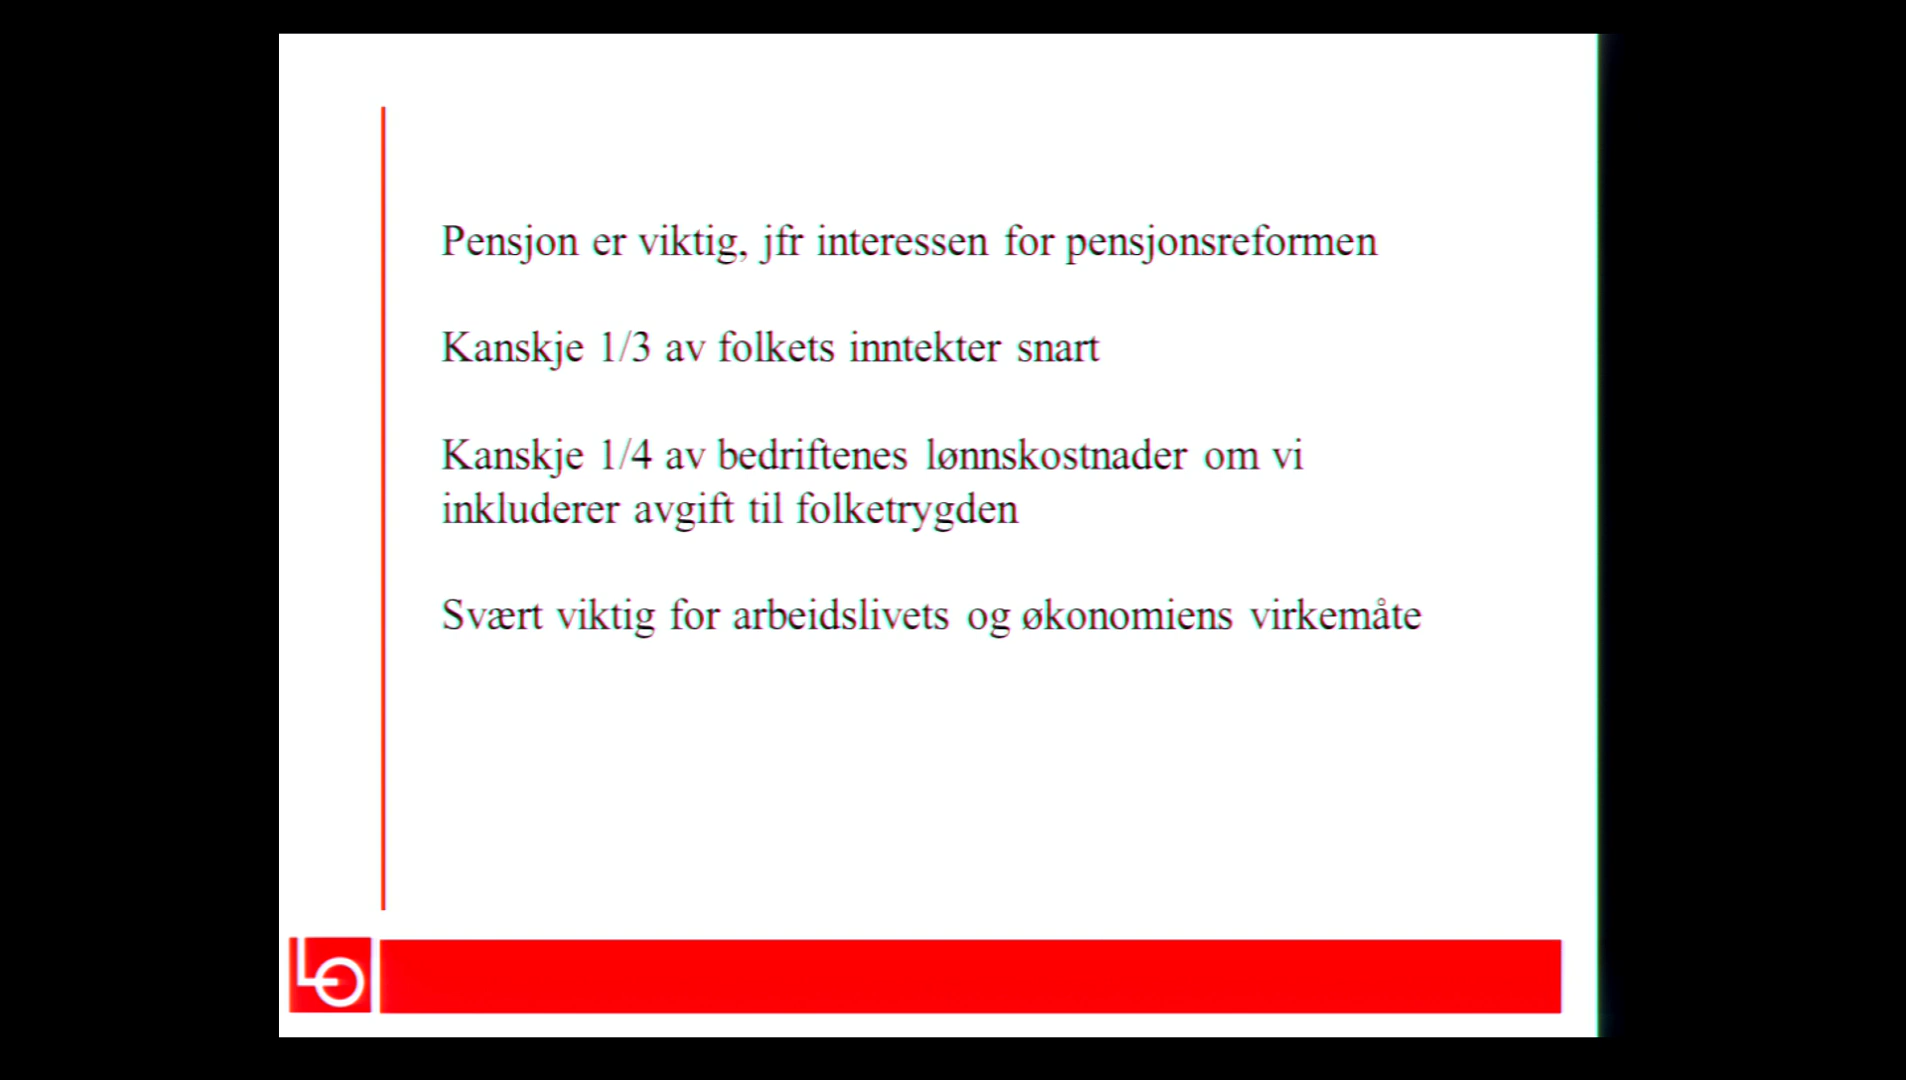 Pensjon er viktig, jfr interessen for pensjonsreformen
Kanskje 1/3 av folkets inntekter snart
Kanskje 1/4 av bedriftenes lønnskostnader om vi
inkluderer avgift til folketrygden
Svært viktig for arbeidslivets og økonomiens virkemåte
LO